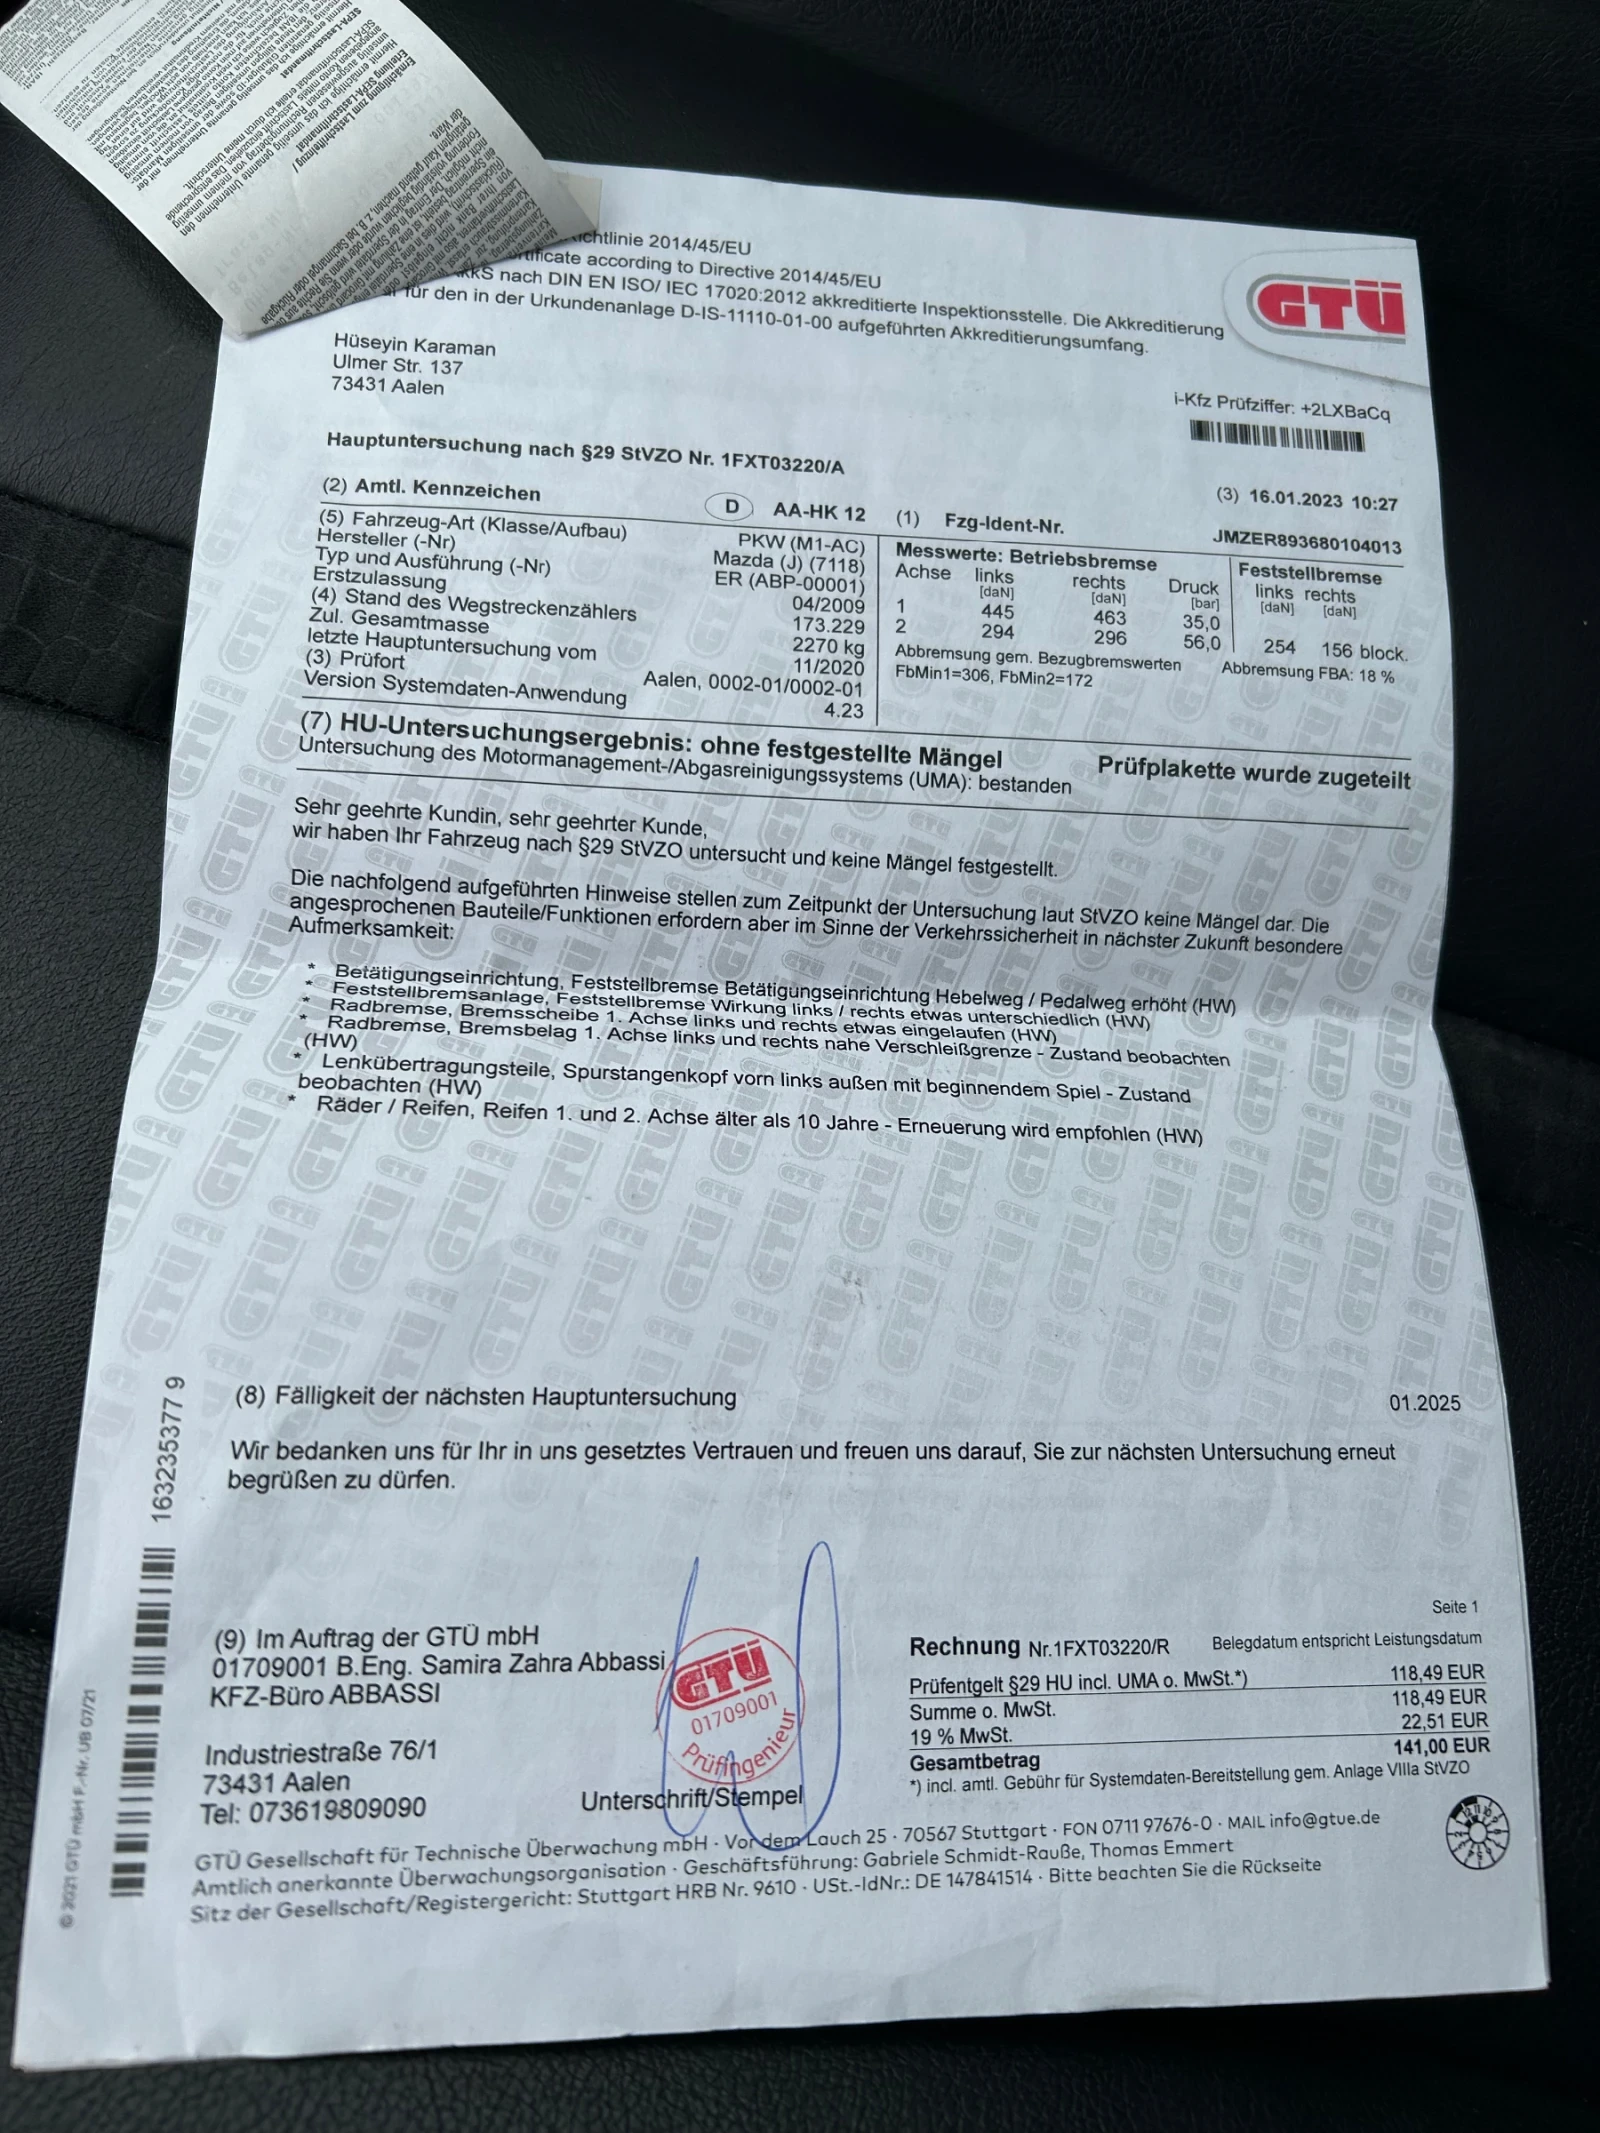 Ermächtigung zum Lastschrifteinzug /
Erteilung SEPA-Lastschriftmandat
SEPA-Lastschriftmandat
chtlinie 2014/45/EU
tificate according to Directive 2014/45/EU
kkS nach DIN EN ISO/ IEC 17020:2012 akkreditierte Inspektionsstelle. Die Akkreditierung
für den in der Urkundenanlage D-IS-11110-01-00 aufgeführten Akkreditierungsumfang.
GTÜ
Hüseyin Karaman
Ulmer Str. 137
73431 Aalen
i-Kfz Prüfziffer: +2LXBaCq
Hauptuntersuchung nach §29 StVZO Nr. 1FXT03220/A
(3) 16.01.2023 10:27
(2) Amtl. Kennzeichen D AA-HK 12 (1) Fzg-Ident-Nr. JMZER893680104013
(5) Fahrzeug-Art (Klasse/Aufbau) PKW (M1-AC)
Hersteller (-Nr) Mazda (J) (7118)
Typ und Ausführung (-Nr) ER (ABP-00001)
Erstzulassung 04/2009
(4) Stand des Wegstreckenzählers 173.229
Zul. Gesamtmasse 2270 kg
letzte Hauptuntersuchung vom 11/2020
(3) Prüfort Aalen, 0002-01/0002-01
Version Systemdaten-Anwendung 4.23
Messwerte: Betriebsbremse Feststellbremse
Achse links rechts Druck links rechts
[daN] [daN] [bar] [daN] [daN]
1 445 463 35,0
2 294 296 56,0 254 156 block.
Abbremsung gem. Bezugbremswerten Abbremsung FBA: 18 %
FbMin1=306, FbMin2=172
(7) HU-Untersuchungsergebnis: ohne festgestellte Mängel Prüfplakette wurde zugeteilt
Untersuchung des Motormanagement-/Abgasreinigungssystems (UMA): bestanden
Sehr geehrte Kundin, sehr geehrter Kunde,
wir haben Ihr Fahrzeug nach §29 StVZO untersucht und keine Mängel festgestellt.
Die nachfolgend aufgeführten Hinweise stellen zum Zeitpunkt der Untersuchung laut StVZO keine Mängel dar. Die
angesprochenen Bauteile/Funktionen erfordern aber im Sinne der Verkehrssicherheit in nächster Zukunft besondere
Aufmerksamkeit:
* Betätigungseinrichtung, Feststellbremse Betätigungseinrichtung Hebelweg / Pedalweg erhöht (HW)
* Feststellbremsanlage, Feststellbremse Wirkung links / rechts etwas unterschiedlich (HW)
* Radbremse, Bremsscheibe 1. Achse links und rechts etwas eingelaufen (HW)
* Radbremse, Bremsbelag 1. Achse links und rechts nahe Verschleißgrenze - Zustand beobachten
(HW)
* Lenkübertragungsteile, Spurstangenkopf vorn links außen mit beginnendem Spiel - Zustand
beobachten (HW)
* Räder / Reifen, Reifen 1. und 2. Achse älter als 10 Jahre - Erneuerung wird empfohlen (HW)
(8) Fälligkeit der nächsten Hauptuntersuchung 01.2025
Wir bedanken uns für Ihr in uns gesetztes Vertrauen und freuen uns darauf, Sie zur nächsten Untersuchung erneut
begrüßen zu dürfen.
163235377 9
© 2021 GTÜ mbH F.-Nr. UB 07/21
Seite 1
(9) Im Auftrag der GTÜ mbH
01709001 B.Eng. Samira Zahra Abbassi
KFZ-Büro ABBASSI
Industriestraße 76/1
73431 Aalen
Tel: 073619809090
GTÜ
01709001
Prüfingenieur
Unterschrift/Stempel
Rechnung Nr.1FXT03220/R Belegdatum entspricht Leistungsdatum
Prüfentgelt §29 HU incl. UMA o. MwSt.*) 118,49 EUR
Summe o. MwSt. 118,49 EUR
19 % MwSt. 22,51 EUR
Gesamtbetrag 141,00 EUR
*) incl. amtl. Gebühr für Systemdaten-Bereitstellung gem. Anlage VIIIa StVZO
GTÜ Gesellschaft für Technische Überwachung mbH · Vor dem Lauch 25 · 70567 Stuttgart · FON 0711 97676-0 · MAIL info@gtue.de
Amtlich anerkannte Überwachungsorganisation · Geschäftsführung: Gabriele Schmidt-Rauße, Thomas Emmert
Sitz der Gesellschaft/Registergericht: Stuttgart HRB Nr. 9610 · USt.-IdNr.: DE 147841514 · Bitte beachten Sie die Rückseite